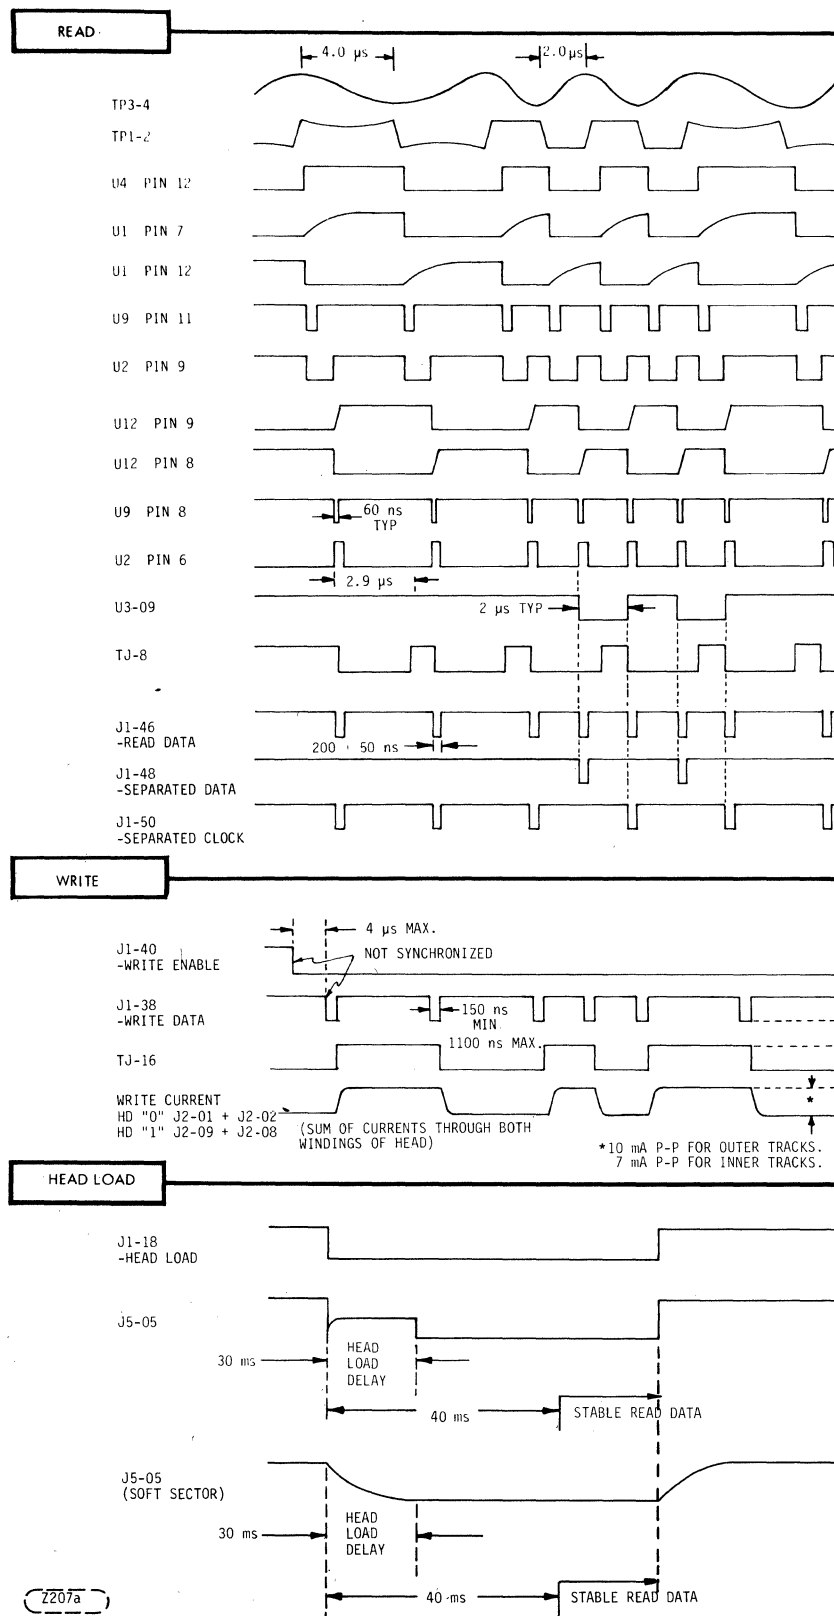 READ
4.0 µs
2.0µs
TP3-4
TP1-2
U4 PIN 12
U1 PIN 7
U1 PIN 12
U9 PIN 11
U2 PIN 9
U12 PIN 9
U12 PIN 8
U9 PIN 8
60 ns
TYP
U2 PIN 6
2.9 µs
U3-09
2 µs TYP
TJ-8
J1-46
-READ DATA
200 50 ns
J1-48
-SEPARATED DATA
J1-50
-SEPARATED CLOCK
WRITE
4 µs MAX.
J1-40
-WRITE ENABLE
NOT SYNCHRONIZED
J1-38
-WRITE DATA
150 ns
MIN
1100 ns MAX.
TJ-16
WRITE CURRENT
HD "0" J2-01 + J2-02
HD "1" J2-09 + J2-08
(SUM OF CURRENTS THROUGH BOTH
WINDINGS OF HEAD)
*
*10 mA P-P FOR OUTER TRACKS.
7 mA P-P FOR INNER TRACKS.
HEAD LOAD
J1-18
-HEAD LOAD
J5-05
30 ms
HEAD
LOAD
DELAY
40 ms
STABLE READ DATA
J5-05
(SOFT SECTOR)
30 ms
HEAD
LOAD
DELAY
40 ms
STABLE READ DATA
Z207a